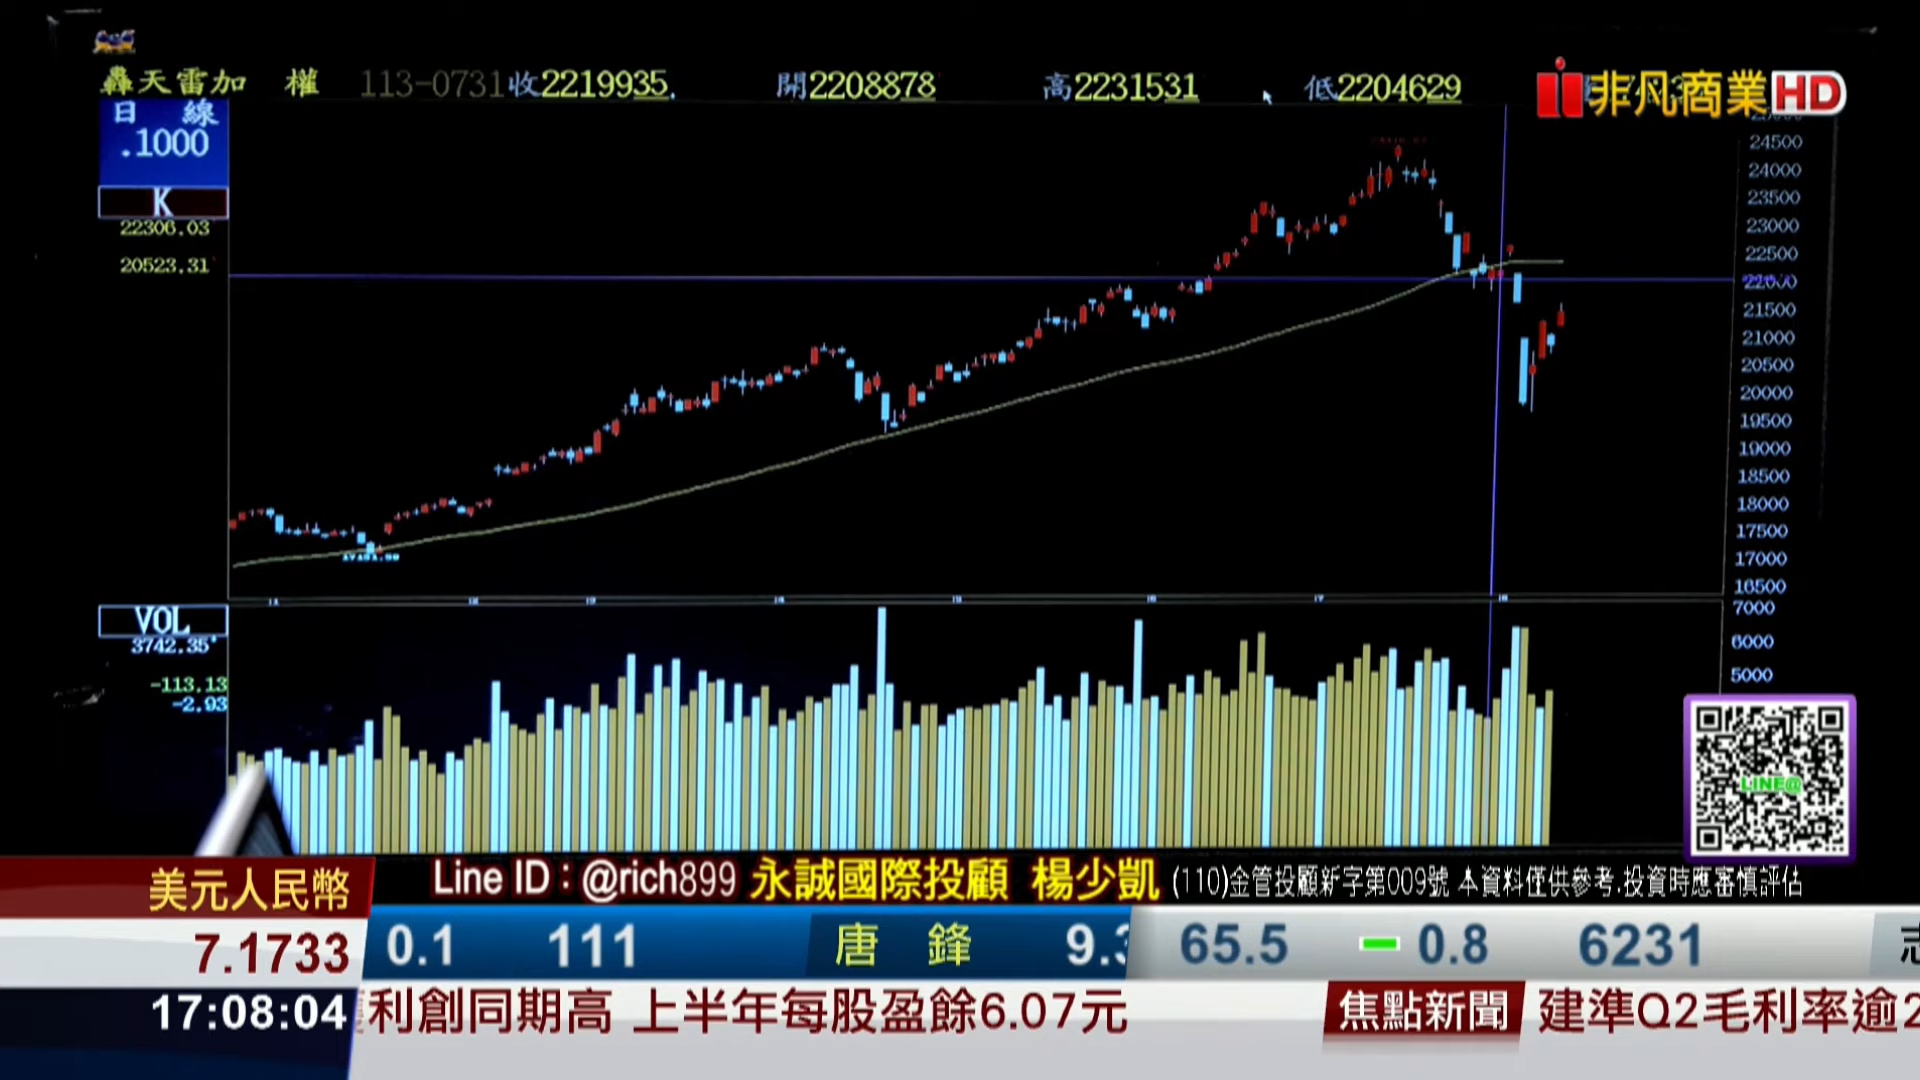 轟天雷加 權 113-0731 收2219935. 開2208878 高2231531 低2204629
非凡商業HD
日 線
.1000
K
22306.03
20523.31
24500
24000
23500
23000
22500
22000
21500
21000
20500
20000
19500
19000
18500
18000
17500
17000
16500
VOL
3742.35
-113.13
-2.93
7000
6000
5000
LINE@
Line ID：@rich899 永誠國際投顧 楊少凱 (110)金管投顧新字第009號 本資料僅供參考.投資時應審慎評估
美元人民幣
7.1733
0.1 111 唐 鋒 9.3 65.5 0.8 6231
17:08:04
利創同期高 上半年每股盈餘6.07元 焦點新聞 建準Q2毛利率逾2